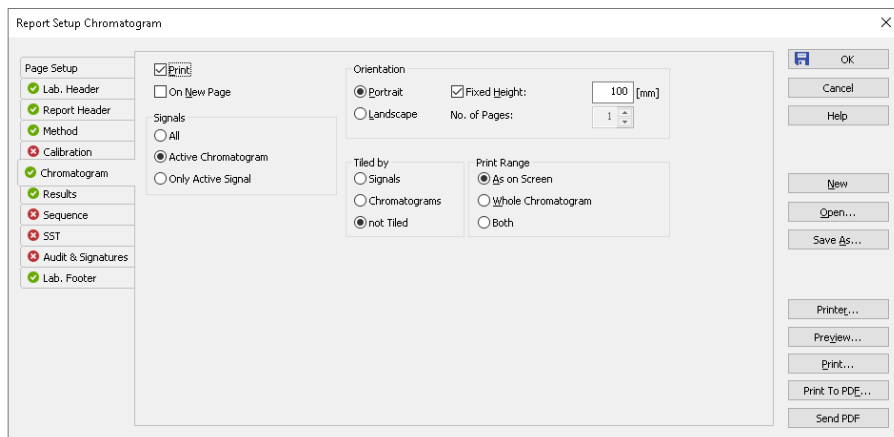 Report Setup Chromatogram
Page Setup
Lab. Header
Report Header
Method
Calibration
Chromatogram
Results
Sequence
SST
Audit & Signatures
Lab. Footer
Print
On New Page
Signals
All
Active Chromatogram
Only Active Signal
Orientation
Portrait
Fixed Height: 100 [mm]
Landscape
No. of Pages: 1
Tiled by
Signals
Chromatograms
not Tiled
Print Range
As on Screen
Whole Chromatogram
Both
OK
Cancel
Help
New
Open...
Save As...
Printer...
Preview...
Print...
Print To PDF...
Send PDF